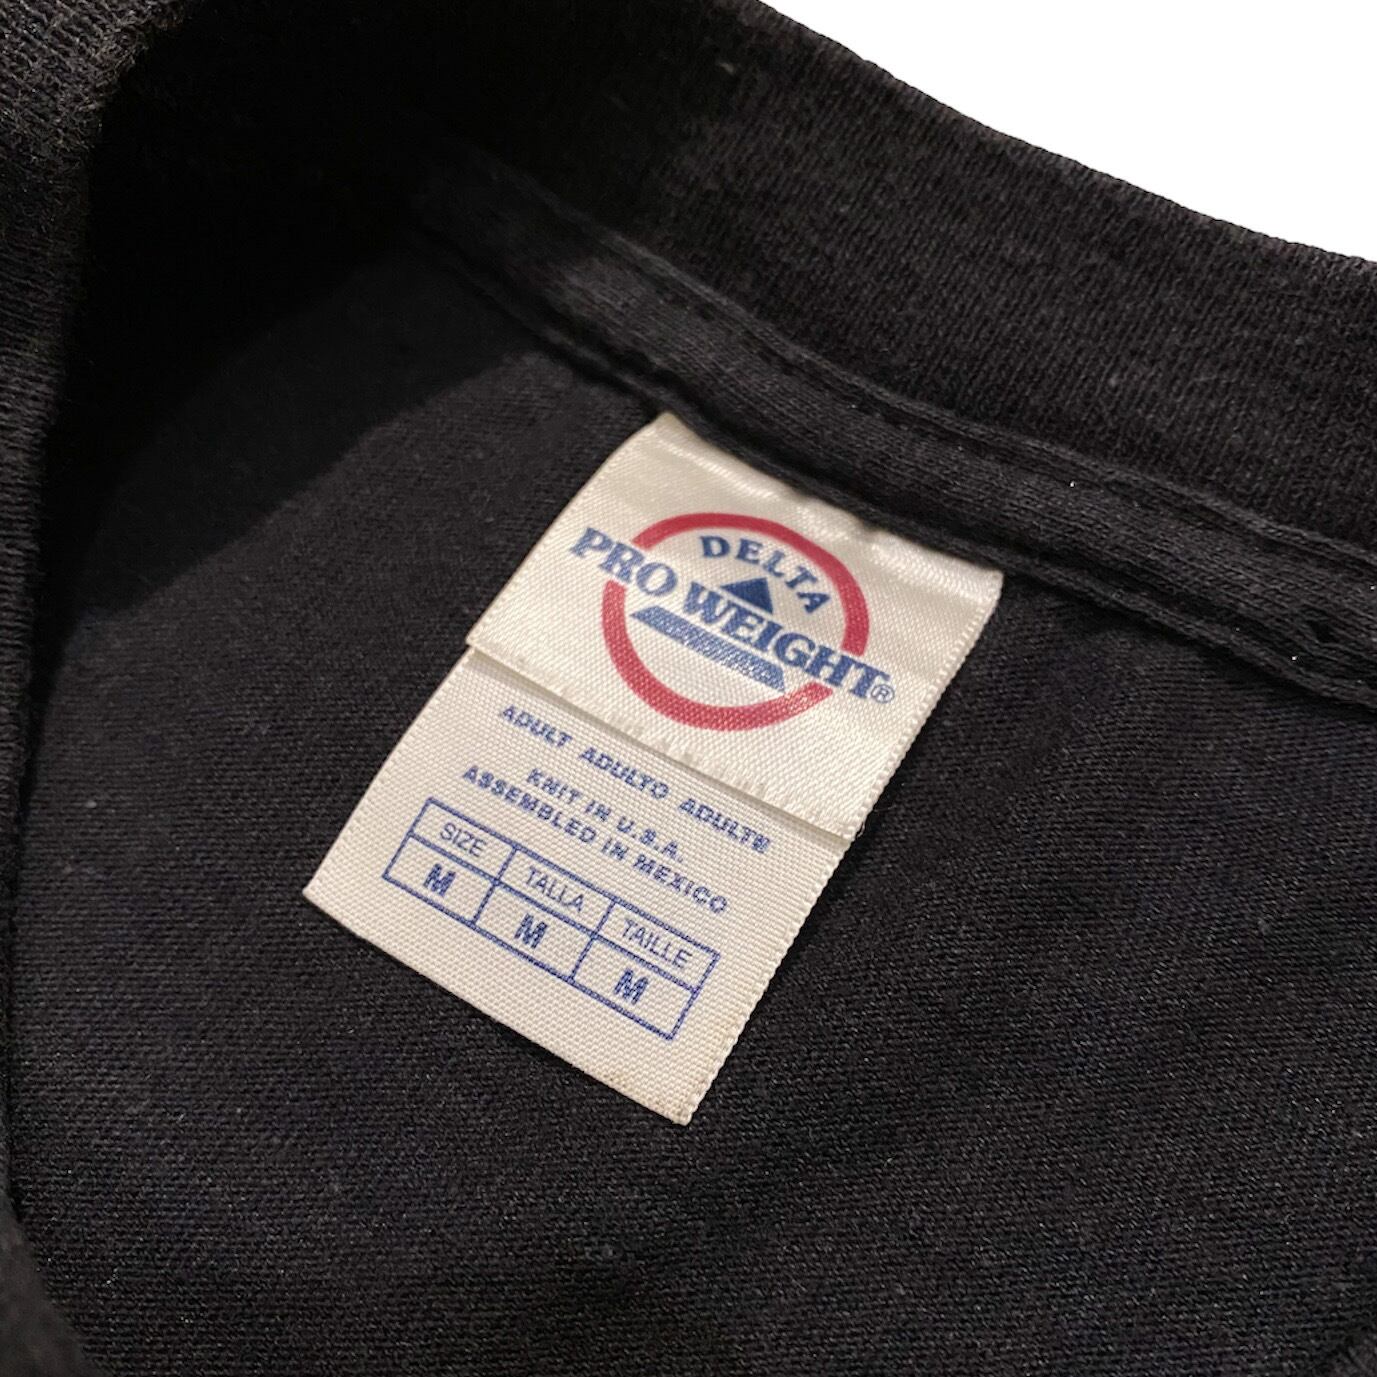 DELTA
PRO WEIGHT®
ADULT ADULTO ADULTE
KNIT IN U.S.A.
ASSEMBLED IN MEXICO
SIZE TALLA TAILLE
M M M